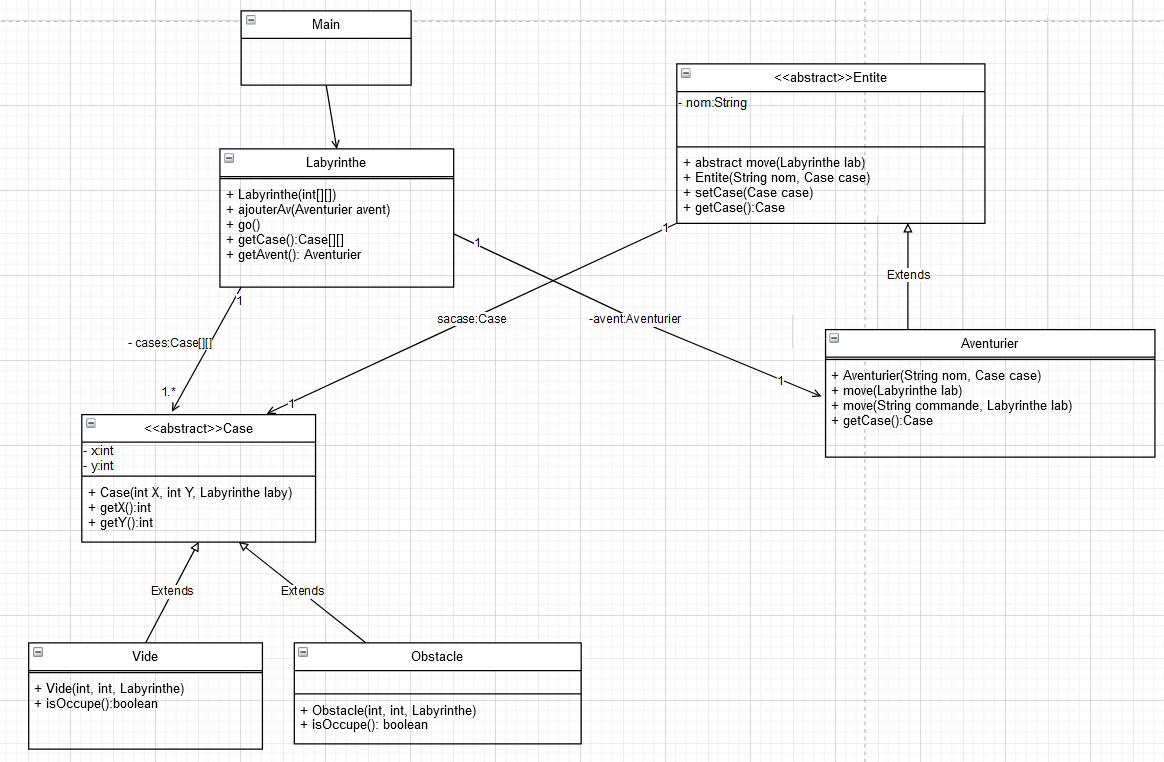 Main
<<abstract>>Entite
- nom:String
+ abstract move(Labyrinthe lab)
+ Entite(String nom, Case case)
+ setCase(Case case)
+ getCase():Case
Labyrinthe
+ Labyrinthe(int[][])
+ ajouterAv(Aventurier avent)
+ go()
+ getCase():Case[][]
+ getAvent(): Aventurier
1
1
1
Extends
- cases:Case[][]
sacase:Case
-avent:Aventurier
1.*
1
1
Aventurier
+ Aventurier(String nom, Case case)
+ move(Labyrinthe lab)
+ move(String commande, Labyrinthe lab)
+ getCase():Case
<<abstract>>Case
- x:int
- y:int
+ Case(int X, int Y, Labyrinthe laby)
+ getX():int
+ getY():int
Extends
Extends
Vide
+ Vide(int, int, Labyrinthe)
+ isOccupe():boolean
Obstacle
+ Obstacle(int, int, Labyrinthe)
+ isOccupe(): boolean